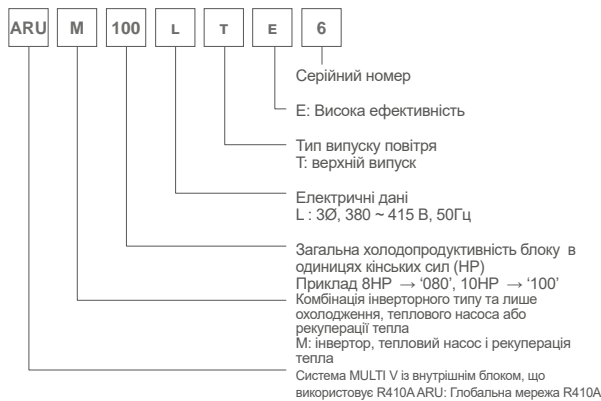 ARU M 100 L T E 6
Серійний номер
E: Висока ефективність
Тип випуску повітря
T: верхній випуск
Електричні дані
L : 3Ø, 380 ~ 415 В, 50Гц
Загальна холодопродуктивність блоку в
одиницях кінських сил (HP)
Приклад 8HP → ‘080’, 10HP → ‘100’
Комбінація інверторного типу та лише
охолодження, теплового насоса або
рекуперації тепла
M: інвертор, тепловий насос і рекуперація
тепла
Система MULTI V із внутрішнім блоком, що
використовує R410A ARU: Глобальна мережа R410A